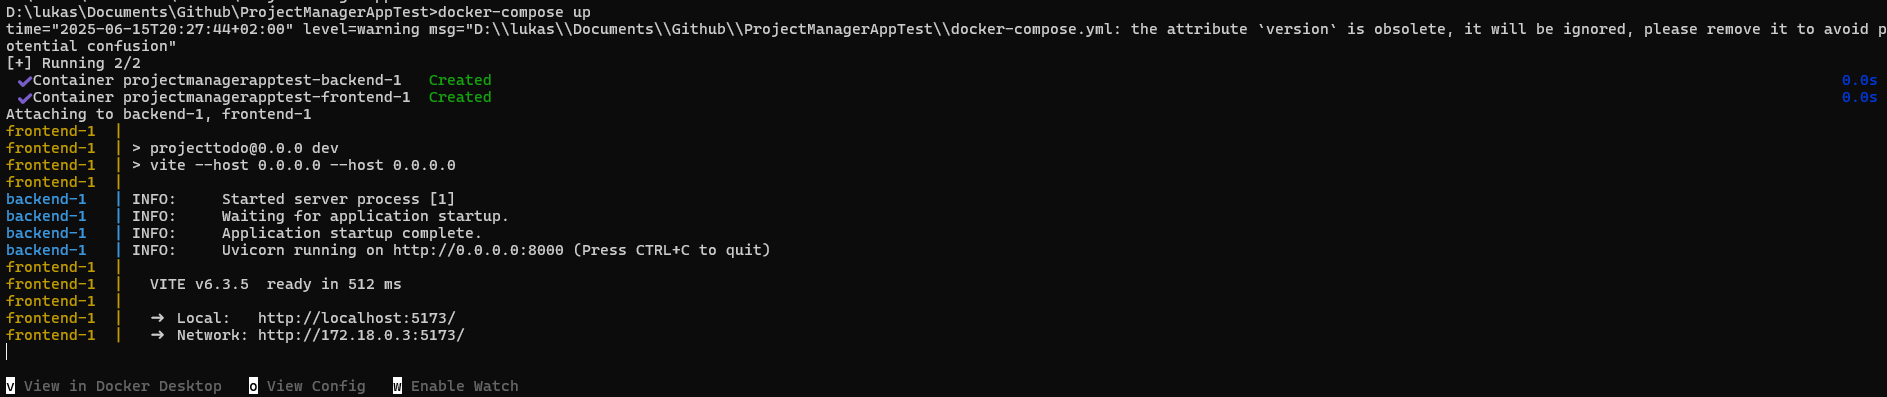 D:\lukas\Documents\Github\ProjectManagerAppTest>docker-compose up
time="2025-06-15T20:27:44+02:00" level=warning msg="D:\\lukas\\Documents\\Github\\ProjectManagerAppTest\\docker-compose.yml: the attribute `version` is obsolete, it will be ignored, please remove it to avoid p
otential confusion"
[+] Running 2/2
✔Container projectmanagerapptest-backend-1   Created 0.0s
✔Container projectmanagerapptest-frontend-1  Created 0.0s
Attaching to backend-1, frontend-1
frontend-1  |
frontend-1  | > projecttodo@0.0.0 dev
frontend-1  | > vite --host 0.0.0.0 --host 0.0.0.0
frontend-1  |
backend-1   | INFO:     Started server process [1]
backend-1   | INFO:     Waiting for application startup.
backend-1   | INFO:     Application startup complete.
backend-1   | INFO:     Uvicorn running on http://0.0.0.0:8000 (Press CTRL+C to quit)
frontend-1  |
frontend-1  |   VITE v6.3.5  ready in 512 ms
frontend-1  |
frontend-1  |   ➜ Local:   http://localhost:5173/
frontend-1  |   ➜ Network: http://172.18.0.3:5173/
v View in Docker Desktop   o View Config   w Enable Watch